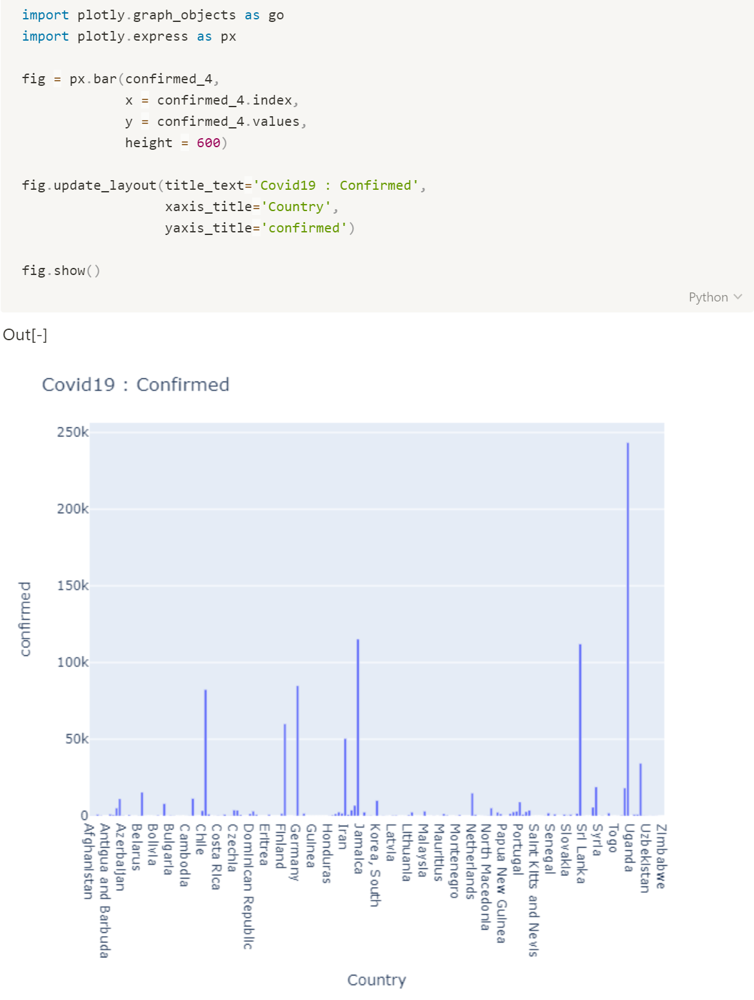 import plotly.graph_objects as go
import plotly.express as px
fig = px.bar(confirmed_4,
x = confirmed_4.index,
y = confirmed_4.values,
height = 600)
fig.update_layout(title_text='Covid19 : Confirmed',
xaxis_title='Country',
yaxis_title='confirmed')
fig.show()
Python
Out[-]
Covid19 : Confirmed
250k
200k
150k
100k
50k
0
confirmed
Afghanistan
Antigua and Barbuda
Azerbaijan
Belarus
Bolivia
Bulgaria
Cambodia
Chile
Costa Rica
Czechia
Dominican Republic
Eritrea
Finland
Germany
Guinea
Honduras
Iran
Jamaica
Korea, South
Latvia
Lithuania
Malaysia
Mauritius
Montenegro
Netherlands
North Macedonia
Papua New Guinea
Portugal
Saint Kitts and Nevis
Senegal
Slovakia
Sri Lanka
Syria
Togo
Uganda
Uzbekistan
Zimbabwe
Country